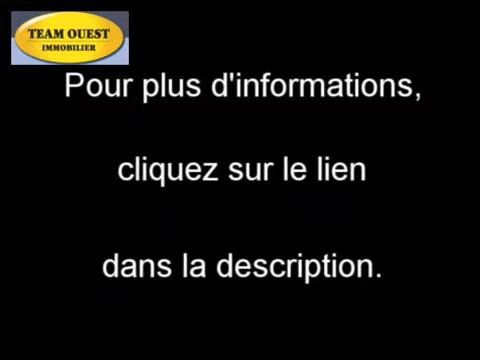 TEAM OUEST
IMMOBILIER
Pour plus d'informations,
cliquez sur le lien
dans la description.